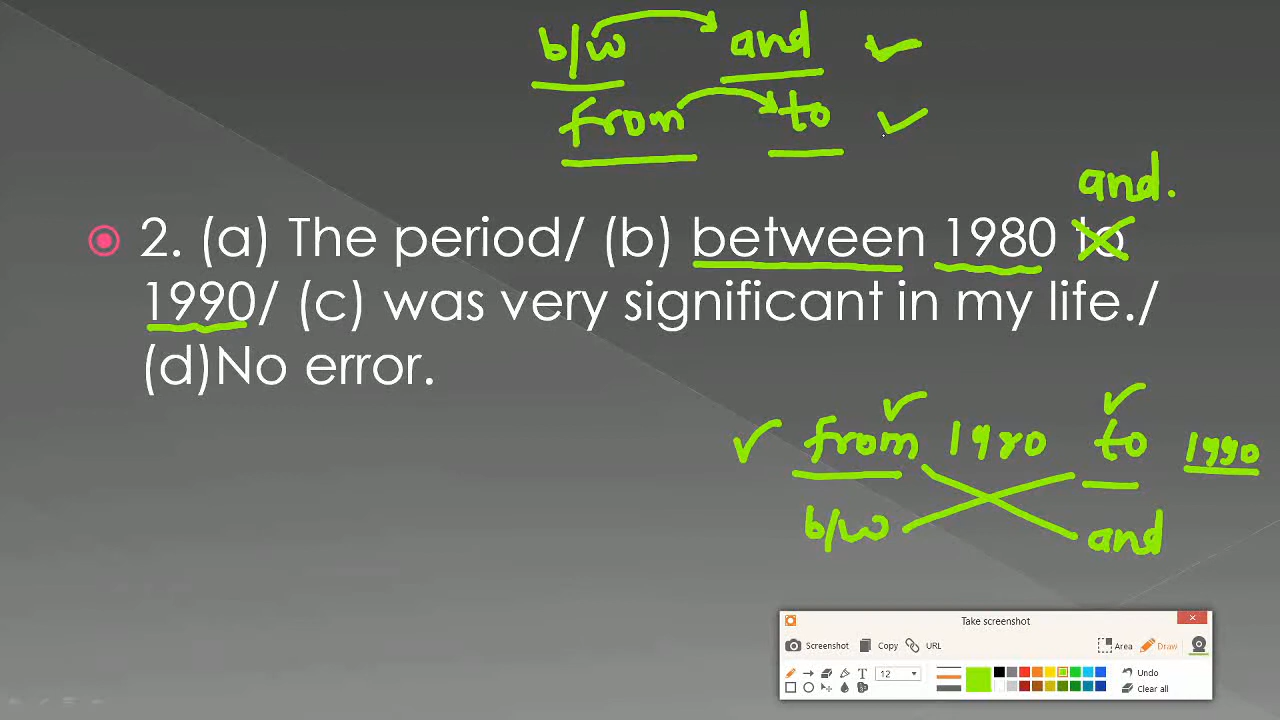 b/w and
from to
and.
2. (a) The period/ (b) between 1980 to
1990/ (c) was very significant in my life./
(d)No error.
from 1980 to 1990
b/w and
Take screenshot
Screenshot Copy URL Area Draw
T 12 Undo
Clear all